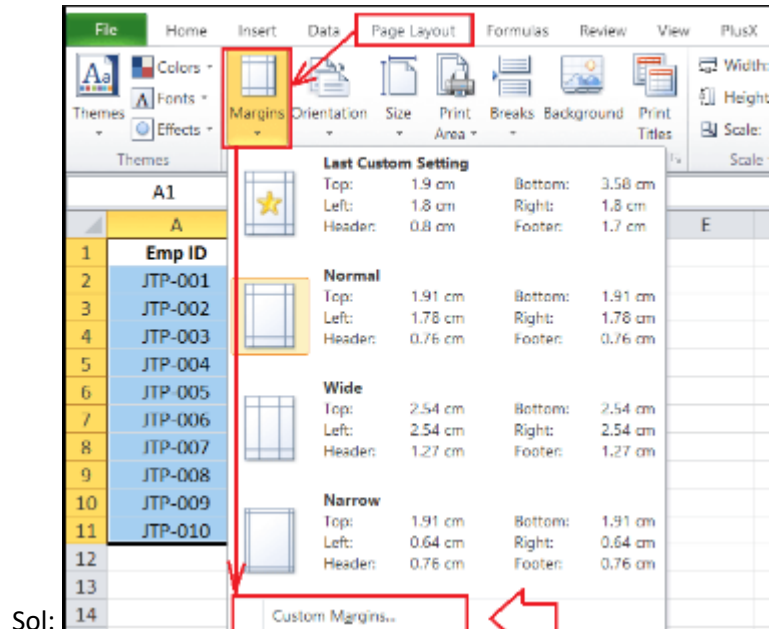 File Home Insert Data Page Layout Formulas Review View PlusX
Aa Colors Width:
A Fonts Height
Themes Effects Margins Orientation Size Print Area Breaks Background Print Titles Scale:
Themes Scale
A1
A E
1 Emp ID
2 JTP-001
3 JTP-002
4 JTP-003
5 JTP-004
6 JTP-005
7 JTP-006
8 JTP-007
9 JTP-008
10 JTP-009
11 JTP-010
12
13
14
Last Custom Setting
Top: 1.9 cm Bottom: 3.58 cm
Left: 1.8 cm Right: 1.8 cm
Header: 0.8 cm Footer: 1.7 cm
Normal
Top: 1.91 cm Bottom: 1.91 cm
Left: 1.78 cm Right: 1.78 cm
Header: 0.76 cm Footer: 0.76 cm
Wide
Top: 2.54 cm Bottom: 2.54 cm
Left: 2.54 cm Right: 2.54 cm
Header: 1.27 cm Footer: 1.27 cm
Narrow
Top: 1.91 cm Bottom: 1.91 cm
Left: 0.64 cm Right: 0.64 cm
Header: 0.76 cm Footer: 0.76 cm
Custom Margins..
Sol: